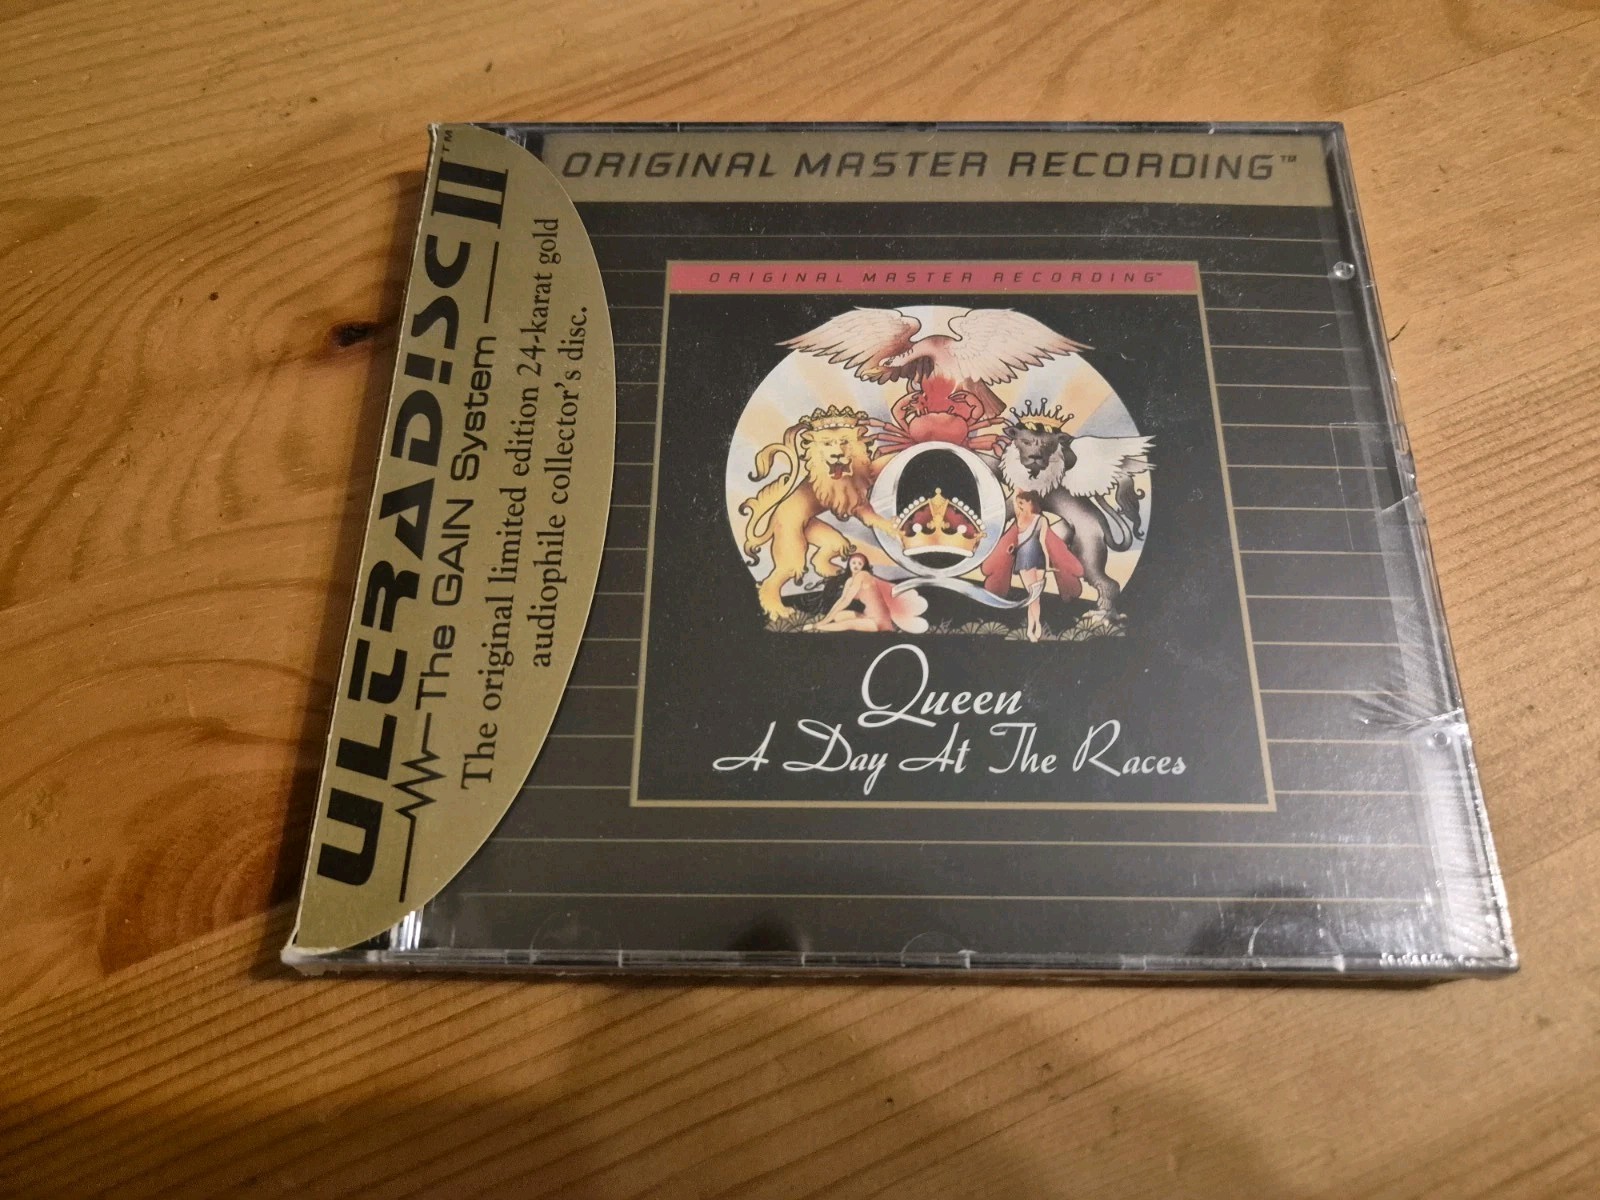 ULTRADISC II™
The GAIN System
The original limited edition 24-karat gold
audiophile collector's disc.
ORIGINAL MASTER RECORDING™
ORIGINAL MASTER RECORDING™
Queen
A Day At The Races